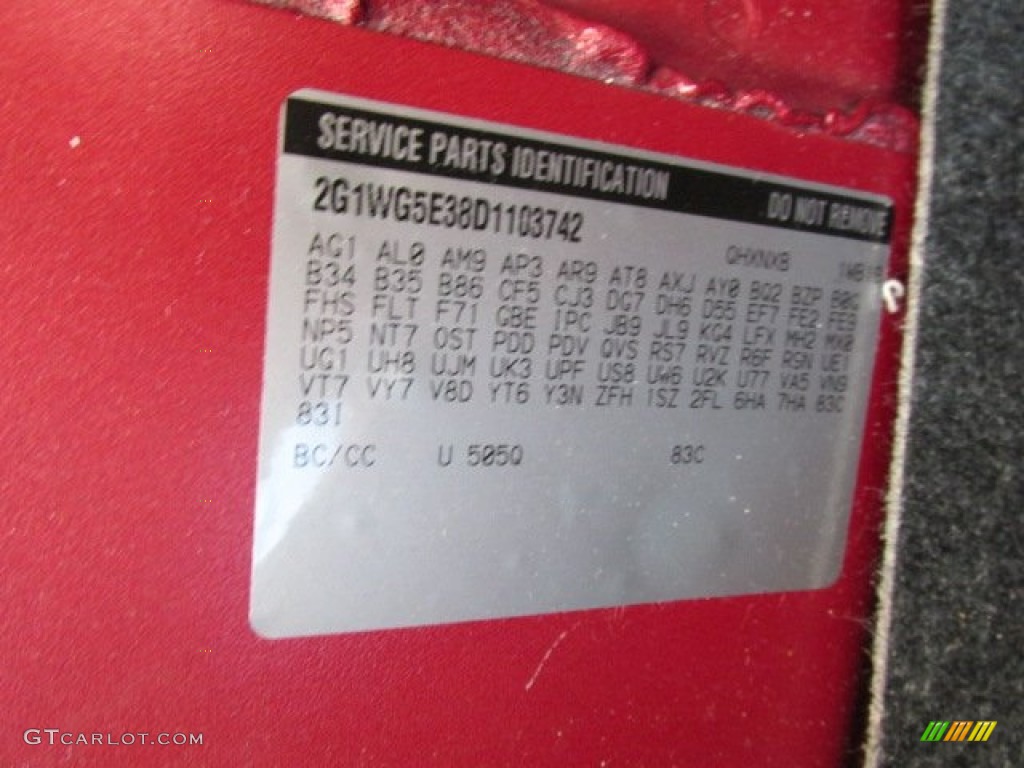 SERVICE PARTS IDENTIFICATION DO NOT REMOVE
2G1WG5E38D1103742
QHXNXB
AG1 AL0 AM9 AP3 AR9 AT8 AXJ AY0 BQ2 BZP B0G
B34 B35 B86 CF5 CJ3 DG7 DH6 D55 EF7 FE2 FE9
FHS FLT F71 GBE IPC JB9 JL9 KG4 LFX MH2 MX0
NP5 NT7 OST PDD PDV QVS RS7 RVZ R6F R9N UE1
UG1 UH8 UJM UK3 UPF US8 UW6 U2K U77 VA5 VN9
VT7 VY7 V8D YT6 Y3N ZFH 1SZ 2FL 6HA 7HA 83C
83I
BC/CC U 505Q 83C
GTCARLOT.COM